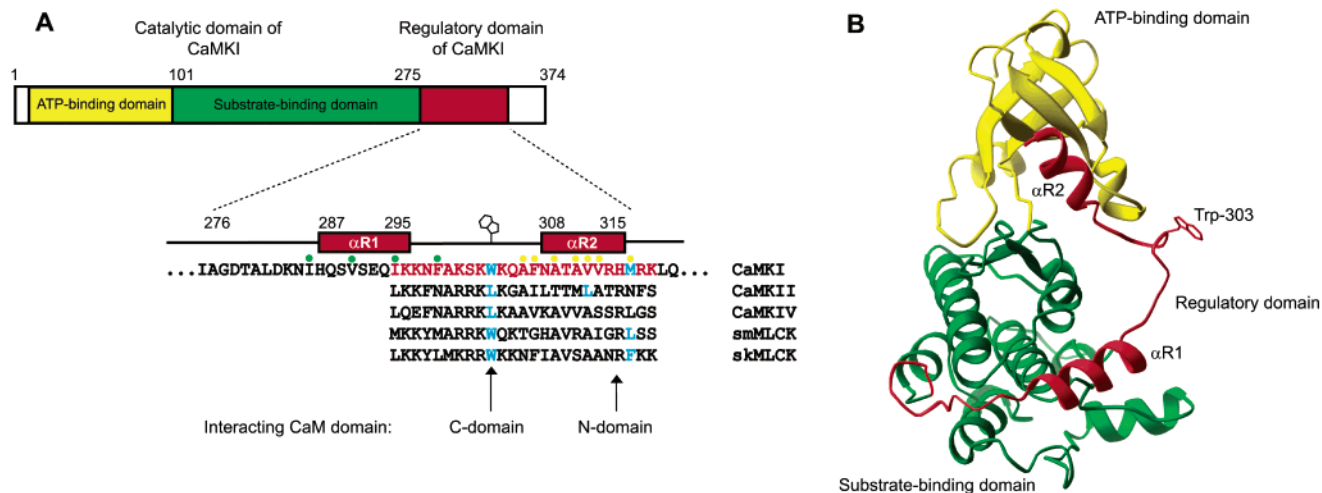 A
Catalytic domain of CaMKI
Regulatory domain of CaMKI
1 101 275 374
ATP-binding domain Substrate-binding domain
276 287 295 308 315
αR1 αR2
...IAGDTALDKNIHQSVSEQIKKNFAKSKWKQAFNATAVVRHMRKLQ... CaMKI
LKKFNARRKLKGAILTTMLATRNFS CaMKII
LQEFNARRKLKAAVKAVVASSRLGS CaMKIV
MKKYMARRKWQKTGHAVRAIGRLSS smMLCK
LKKYLMKRRWKKNFIAVSAANRFKK skMLCK
Interacting CaM domain: C-domain N-domain
B
ATP-binding domain
αR2
Trp-303
Regulatory domain
αR1
Substrate-binding domain